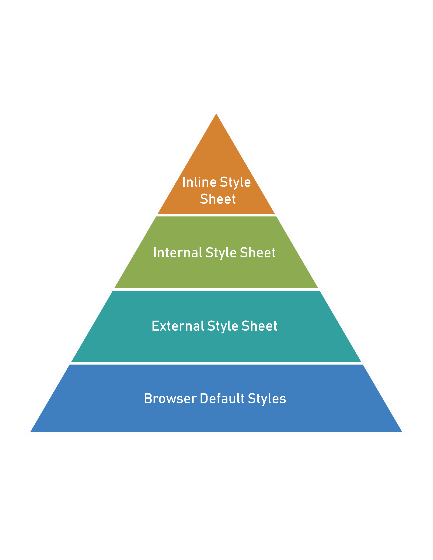 Inline Style
Sheet
Internal Style Sheet
External Style Sheet
Browser Default Styles